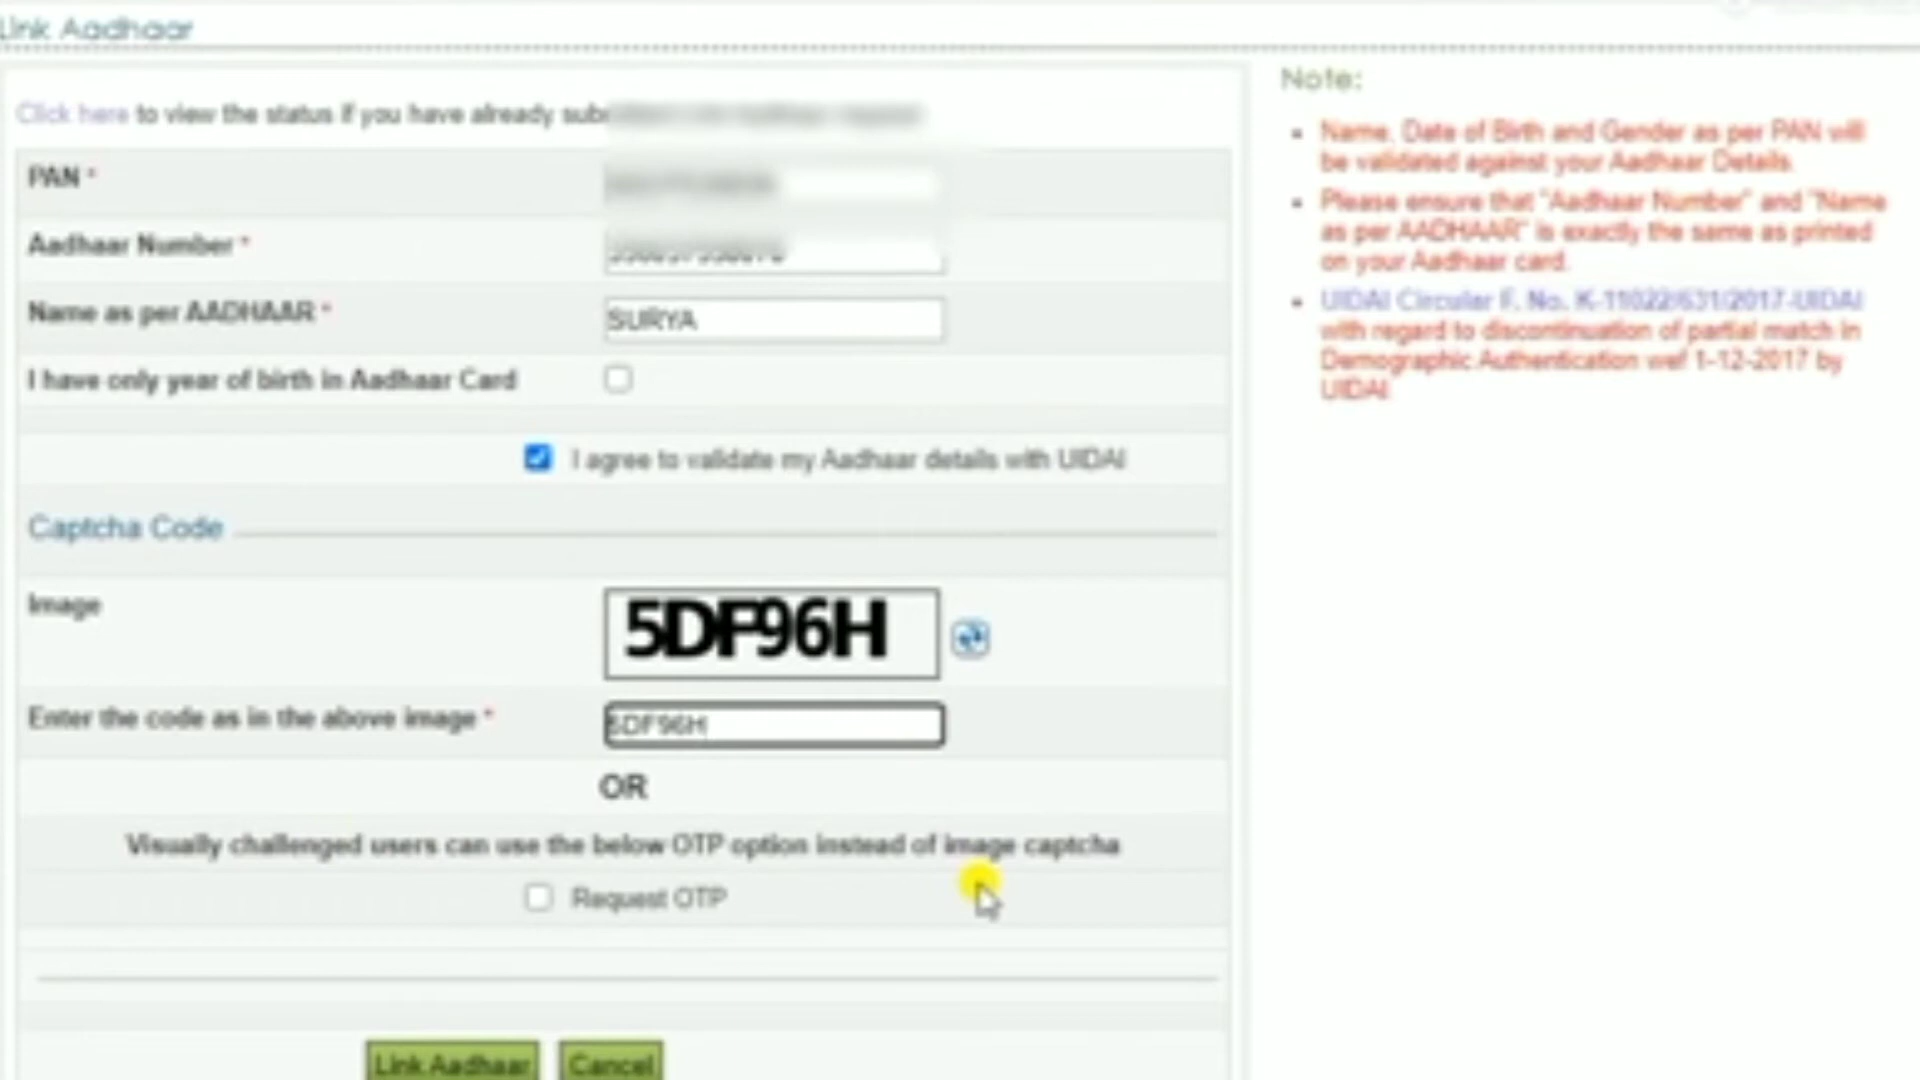 Link Aadhaar
Click here to view the status if you have already
PAN *
Aadhaar Number *
Name as per AADHAAR * SURYA
I have only year of birth in Aadhaar Card
I agree to validate my Aadhaar details with UIDAI
Captcha Code
Image 5DF96H
Enter the code as in the above image * 5DF96H
OR
Visually challenged users can use the below OTP option instead of image captcha
Request OTP
Link Aadhaar Cancel
Note:
Name, Date of Birth and Gender as per PAN will
be validated against your Aadhaar Details.
Please ensure that "Aadhaar Number" and "Name
as per AADHAAR" is exactly the same as printed
on your Aadhaar card.
UIDAI Circular F. No. K-11022/631/2017-UIDAI
with regard to discontinuation of partial match in
Demographic Authentication wef 1-12-2017 by
UIDAI